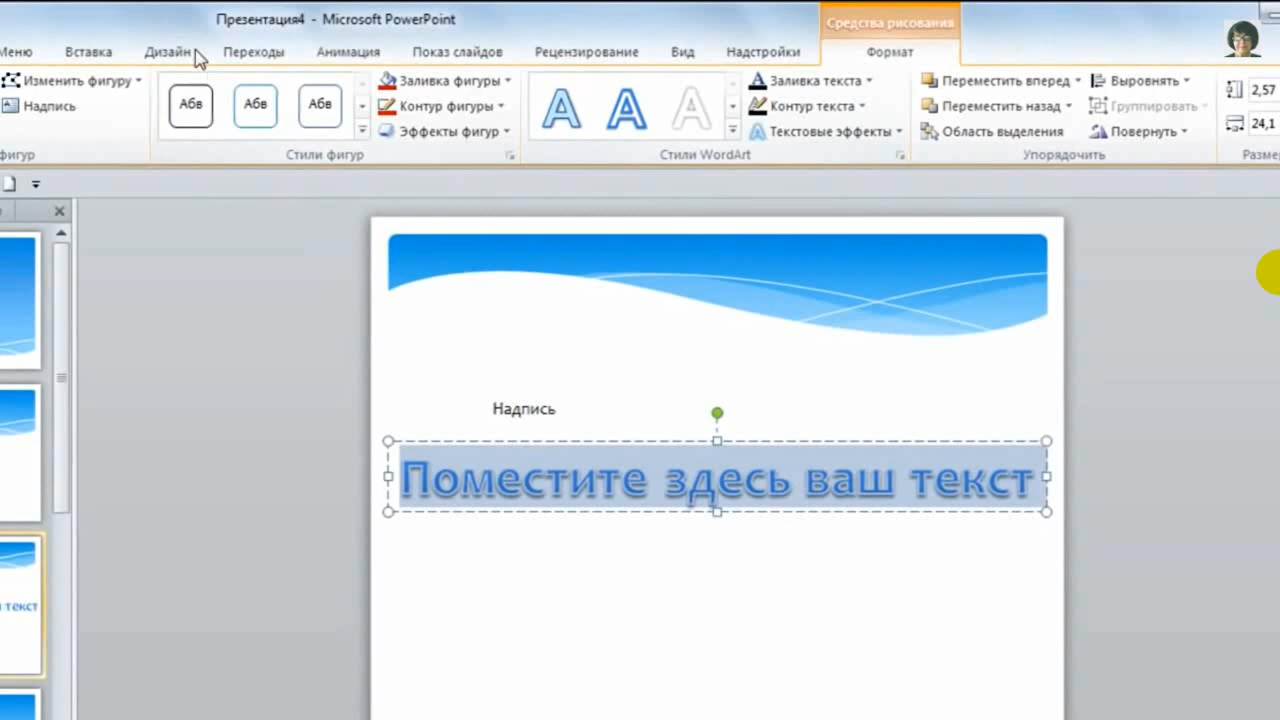 Презентация4 - Microsoft PowerPoint
Средства рисования
Меню Вставка Дизайн Переходы Анимация Показ слайдов Рецензирование Вид Надстройки Формат
Изменить фигуру
Надпись
Абв Абв Абв
Заливка фигуры
Контур фигуры
Эффекты фигур
Заливка текста
Контур текста
Текстовые эффекты
Переместить вперед
Переместить назад
Область выделения
Выровнять
Группировать
Повернуть
2,57
24,1
фигур Стили фигур Стили WordArt Упорядочить Разме
Надпись
Поместите здесь ваш текст
текст